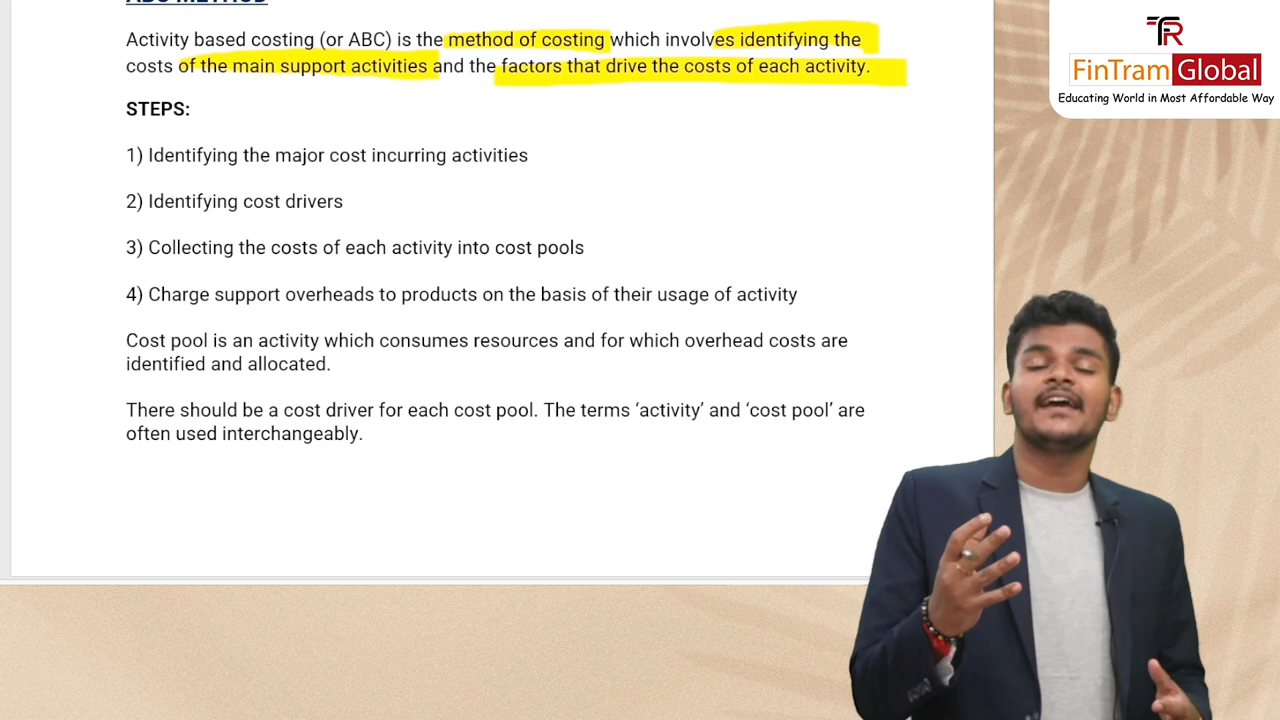 ABC METHOD
Activity based costing (or ABC) is the method of costing which involves identifying the
costs of the main support activities and the factors that drive the costs of each activity.
STEPS:
1) Identifying the major cost incurring activities
2) Identifying cost drivers
3) Collecting the costs of each activity into cost pools
4) Charge support overheads to products on the basis of their usage of activity
Cost pool is an activity which consumes resources and for which overhead costs are
identified and allocated.
There should be a cost driver for each cost pool. The terms ‘activity’ and ‘cost pool’ are
often used interchangeably.
FinTram Global
Educating World in Most Affordable Way